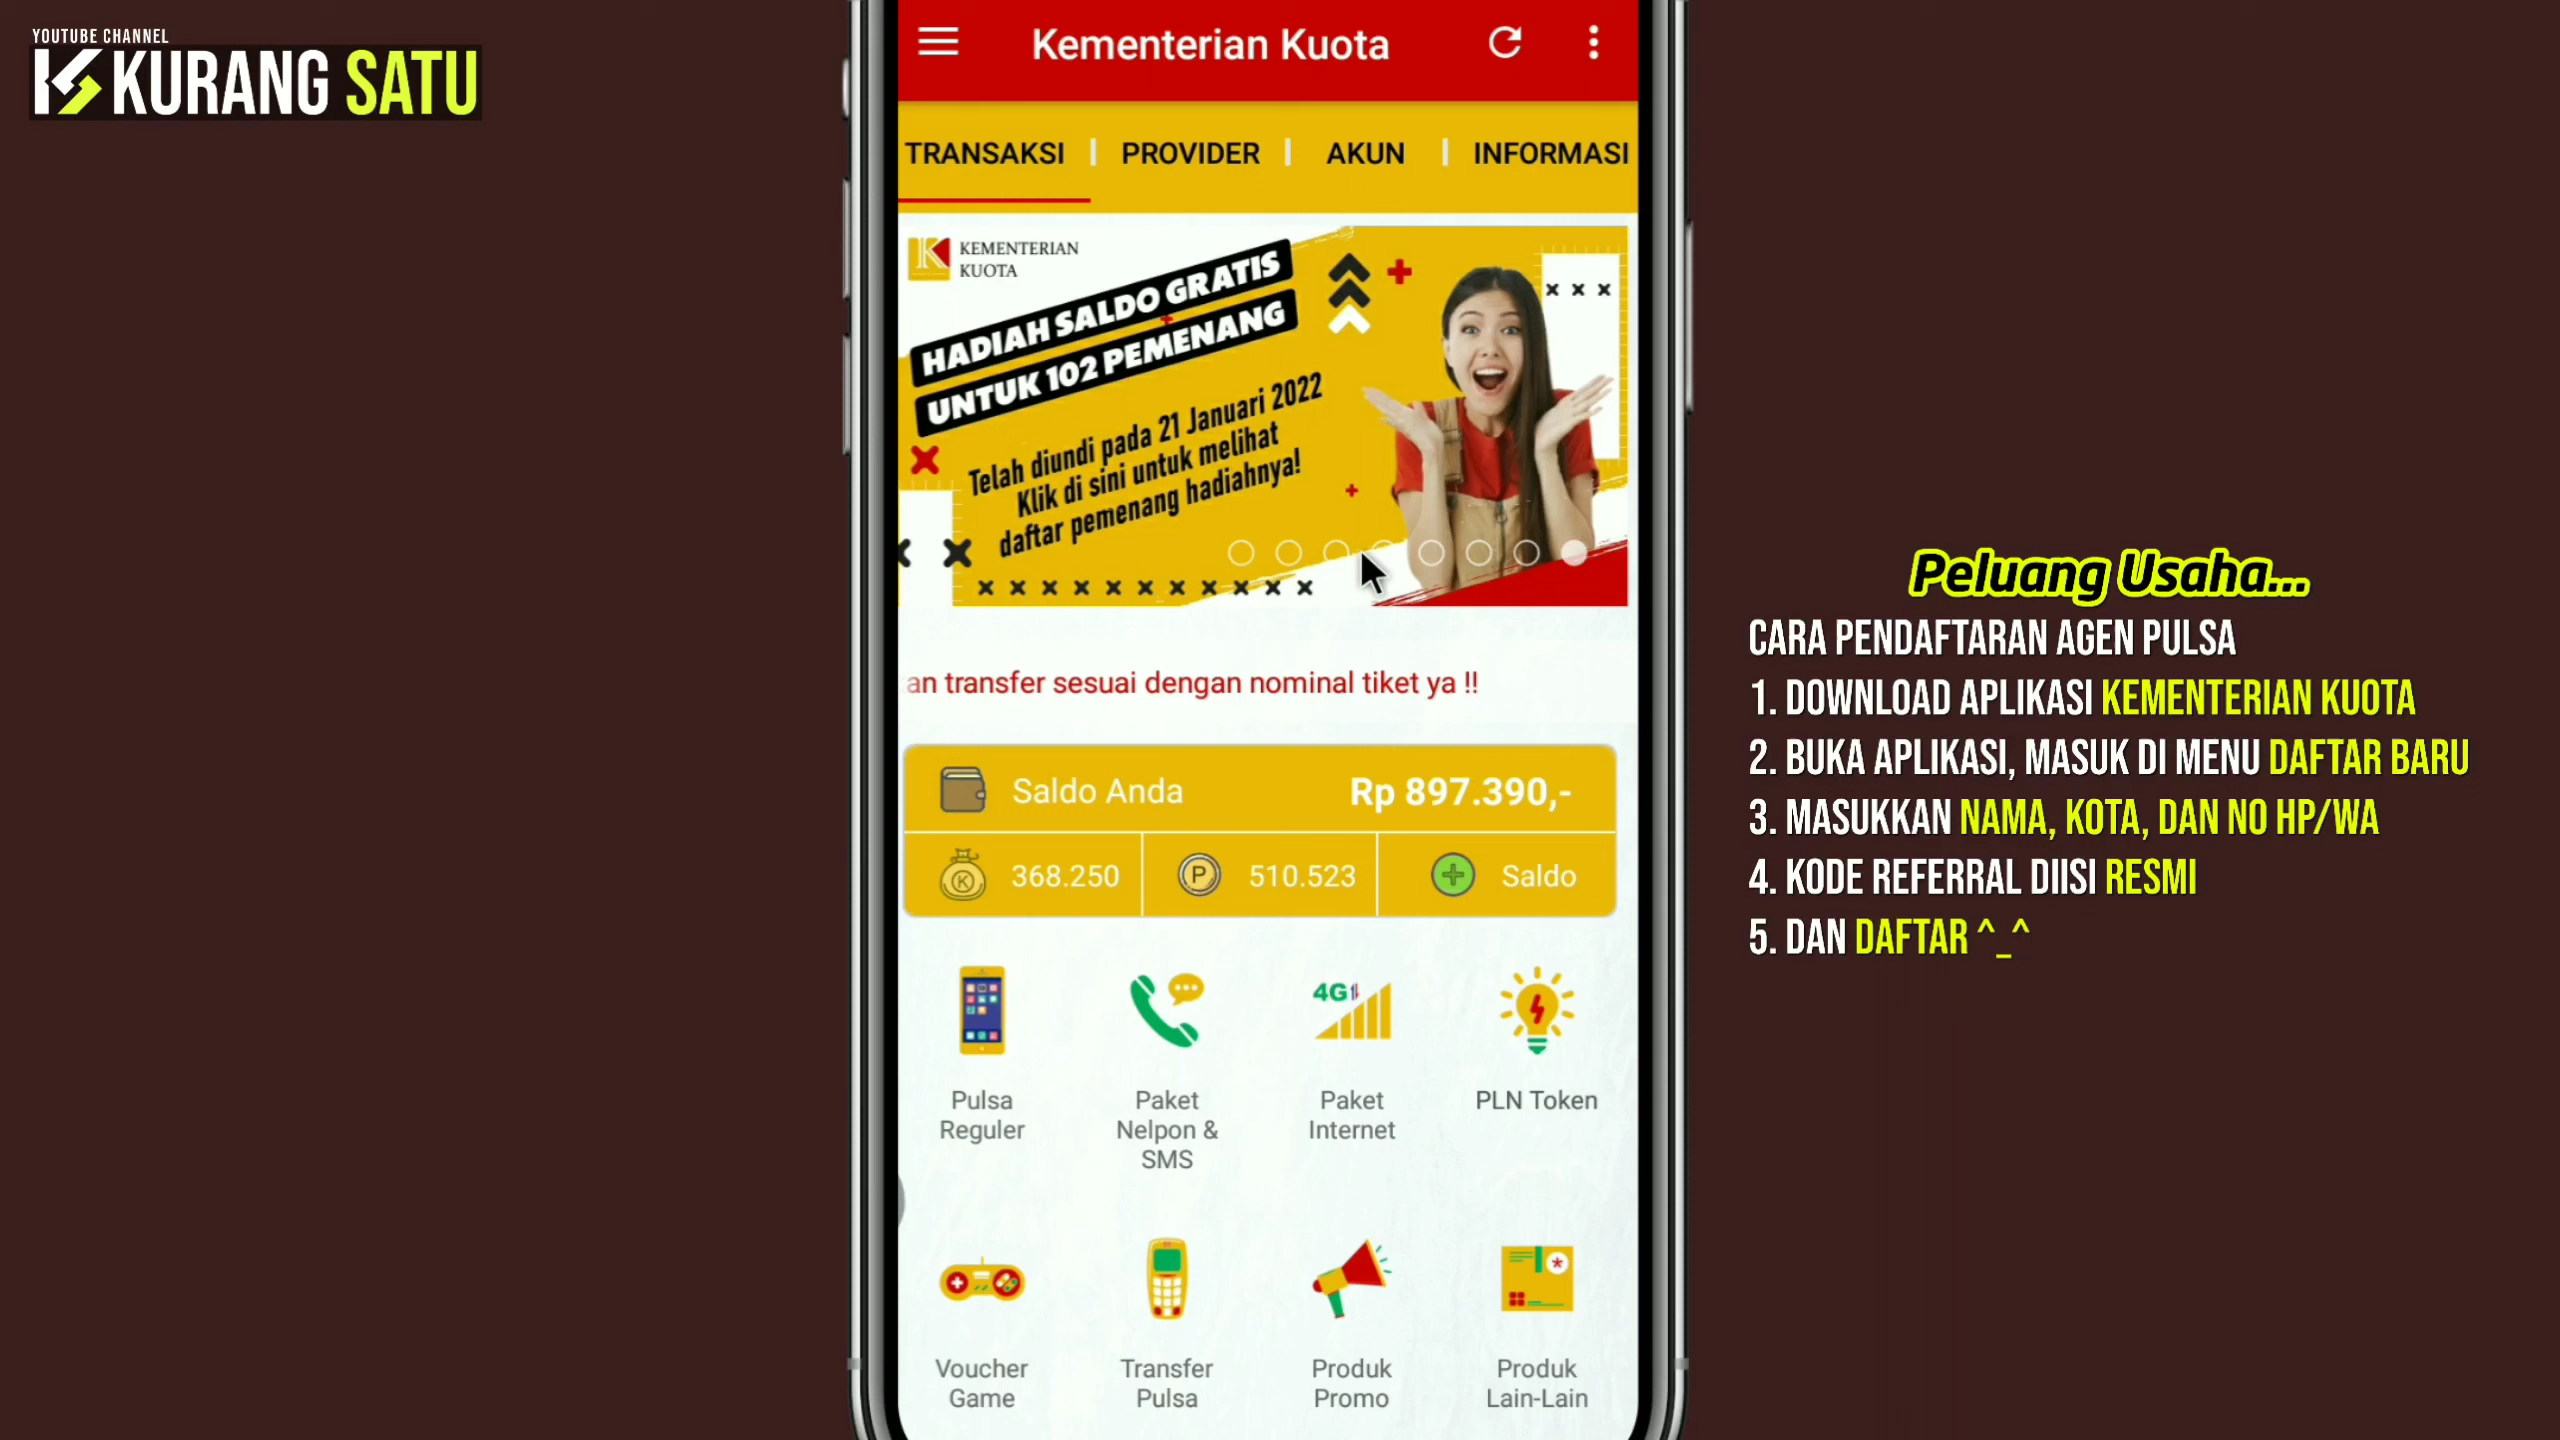 YOUTUBE CHANNEL
KURANG SATU
Kementerian Kuota
TRANSAKSI
PROVIDER
AKUN
INFORMASI
KEMENTERIAN
KUOTA
HADIAH SALDO GRATIS
UNTUK 102 PEMENANG
Telah diundi pada 21 Januari 2022
Klik di sini untuk melihat
daftar pemenang hadiahnya!
an transfer sesuai dengan nominal tiket ya !!
Saldo Anda
Rp 897.390,-
368.250
P
510.523
Saldo
4G
Pulsa
Reguler
Paket
Nelpon &
SMS
Paket
Internet
PLN Token
Voucher
Game
Transfer
Pulsa
Produk
Promo
Produk
Lain-Lain
Peluang Usaha...
CARA PENDAFTARAN AGEN PULSA
1. DOWNLOAD APLIKASI KEMENTERIAN KUOTA
2. BUKA APLIKASI, MASUK DI MENU DAFTAR BARU
3. MASUKKAN NAMA, KOTA, DAN NO HP/WA
4. KODE REFERRAL DIISI RESMI
5. DAN DAFTAR ^_^